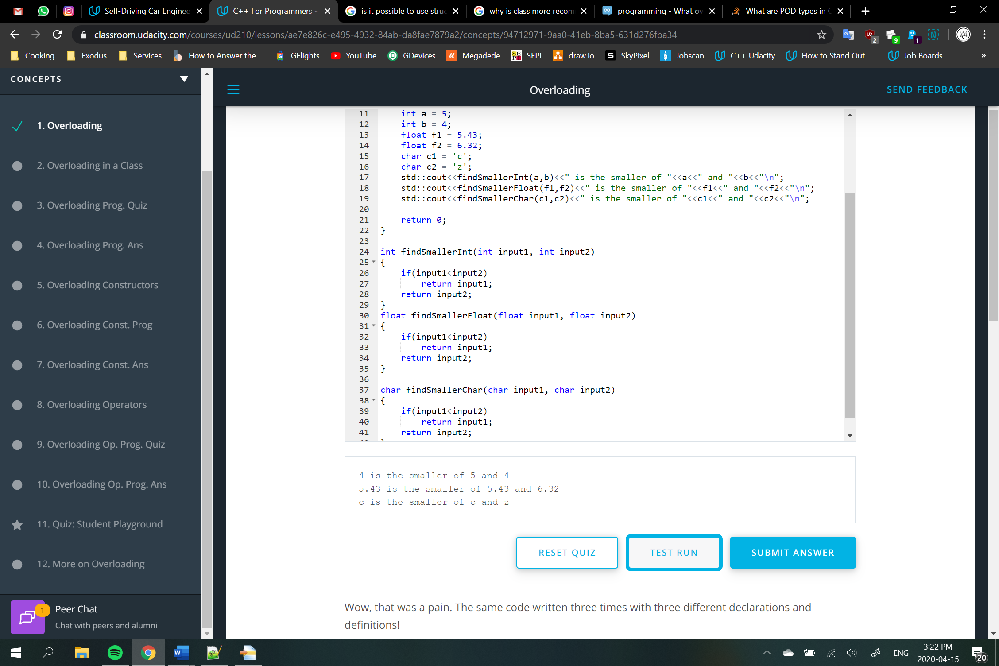 Self-Driving Car Enginee
C++ For Programmers -
is it possible to use struc
why is class more recom
programming - What ov
What are POD types in C
classroom.udacity.com/courses/ud210/lessons/ae7e826c-e495-4932-84ab-da8fae7879a2/concepts/94712971-9aa0-41eb-8ba5-631d276fba34
2
9
1
Cooking
Exodus
Services
How to Answer the...
GFlights
YouTube
GDevices
Megadede
SEPI
draw.io
SkyPixel
Jobscan
C++ Udacity
How to Stand Out...
Job Boards
»
CONCEPTS
1. Overloading
2. Overloading in a Class
3. Overloading Prog. Quiz
4. Overloading Prog. Ans
5. Overloading Constructors
6. Overloading Const. Prog
7. Overloading Const. Ans
8. Overloading Operators
9. Overloading Op. Prog. Quiz
10. Overloading Op. Prog. Ans
11. Quiz: Student Playground
12. More on Overloading
1
Peer Chat
Chat with peers and alumni
Overloading
SEND FEEDBACK
11 int a = 5;
12 int b = 4;
13 float f1 = 5.43;
14 float f2 = 6.32;
15 char c1 = 'c';
16 char c2 = 'z';
17 std::cout<<findSmallerInt(a,b)<<" is the smaller of "<<a<<" and "<<b<<"\n";
18 std::cout<<findSmallerFloat(f1,f2)<<" is the smaller of "<<f1<<" and "<<f2<<"\n";
19 std::cout<<findSmallerChar(c1,c2)<<" is the smaller of "<<c1<<" and "<<c2<<"\n";
20
21 return 0;
22 }
23
24 int findSmallerInt(int input1, int input2)
25 {
26 if(input1<input2)
27 return input1;
28 return input2;
29 }
30 float findSmallerFloat(float input1, float input2)
31 {
32 if(input1<input2)
33 return input1;
34 return input2;
35 }
36
37 char findSmallerChar(char input1, char input2)
38 {
39 if(input1<input2)
40 return input1;
41 return input2;
4 is the smaller of 5 and 4
5.43 is the smaller of 5.43 and 6.32
c is the smaller of c and z
RESET QUIZ
TEST RUN
SUBMIT ANSWER
Wow, that was a pain. The same code written three times with three different declarations and
definitions!
ENG
3:22 PM
2020-04-15
20